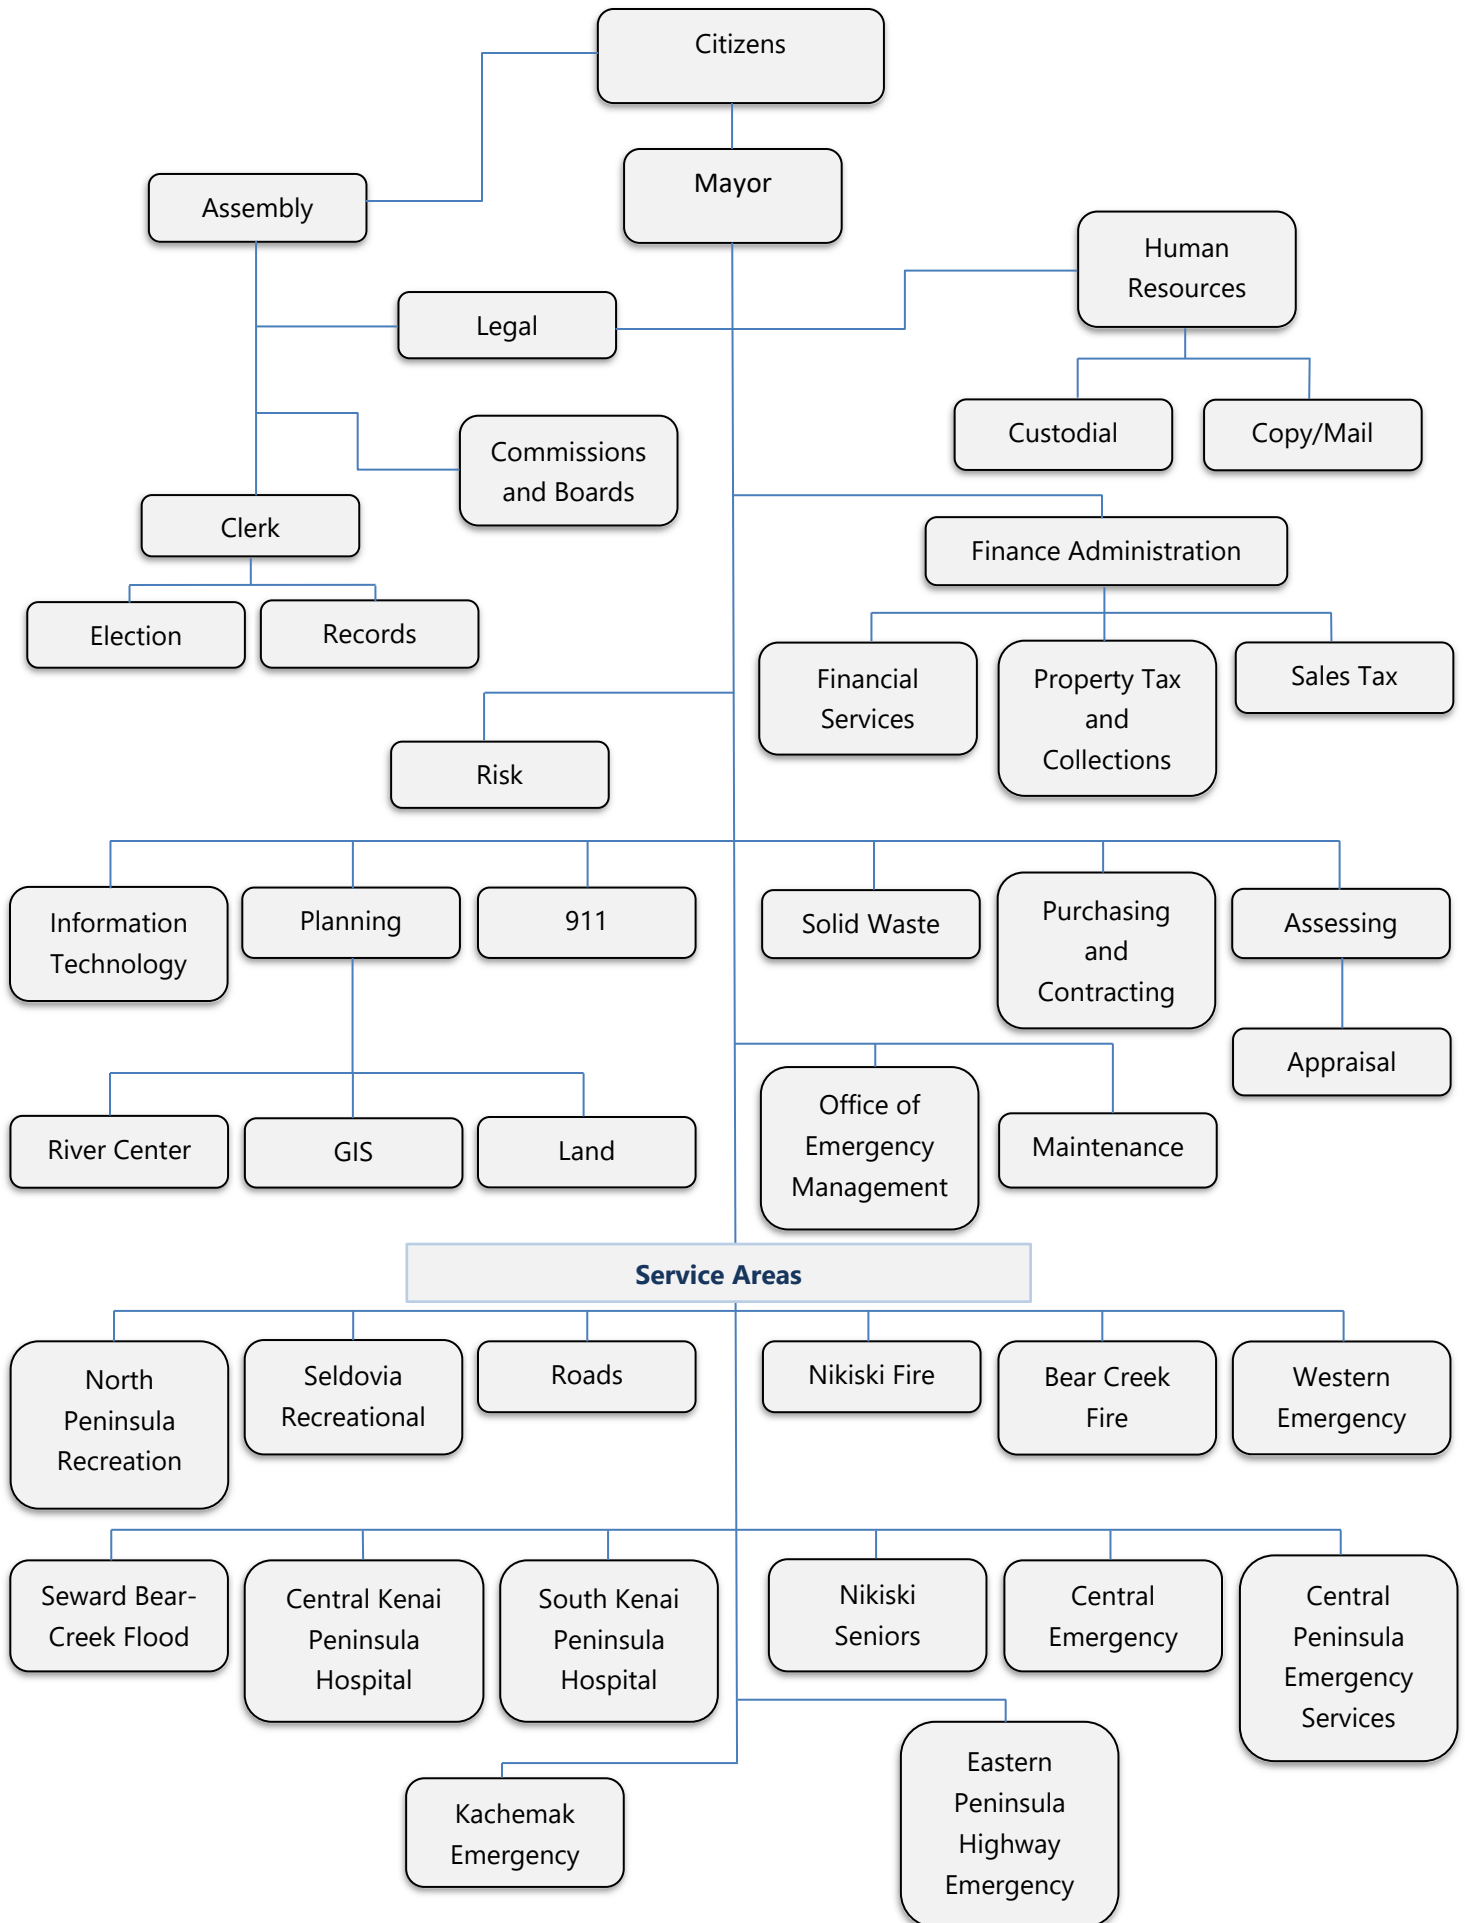 Citizens
Mayor
Assembly
Human
Resources
Legal
Custodial
Copy/Mail
Commissions
and Boards
Clerk
Finance Administration
Election
Records
Financial
Services
Property Tax
and
Collections
Sales Tax
Risk
Information
Technology
Planning
911
Solid Waste
Purchasing
and
Contracting
Assessing
Appraisal
River Center
GIS
Land
Office of
Emergency
Management
Maintenance
Service Areas
North
Peninsula
Recreation
Seldovia
Recreational
Roads
Nikiski Fire
Bear Creek
Fire
Western
Emergency
Seward Bear-
Creek Flood
Central Kenai
Peninsula
Hospital
South Kenai
Peninsula
Hospital
Nikiski
Seniors
Central
Emergency
Central
Peninsula
Emergency
Services
Kachemak
Emergency
Eastern
Peninsula
Highway
Emergency